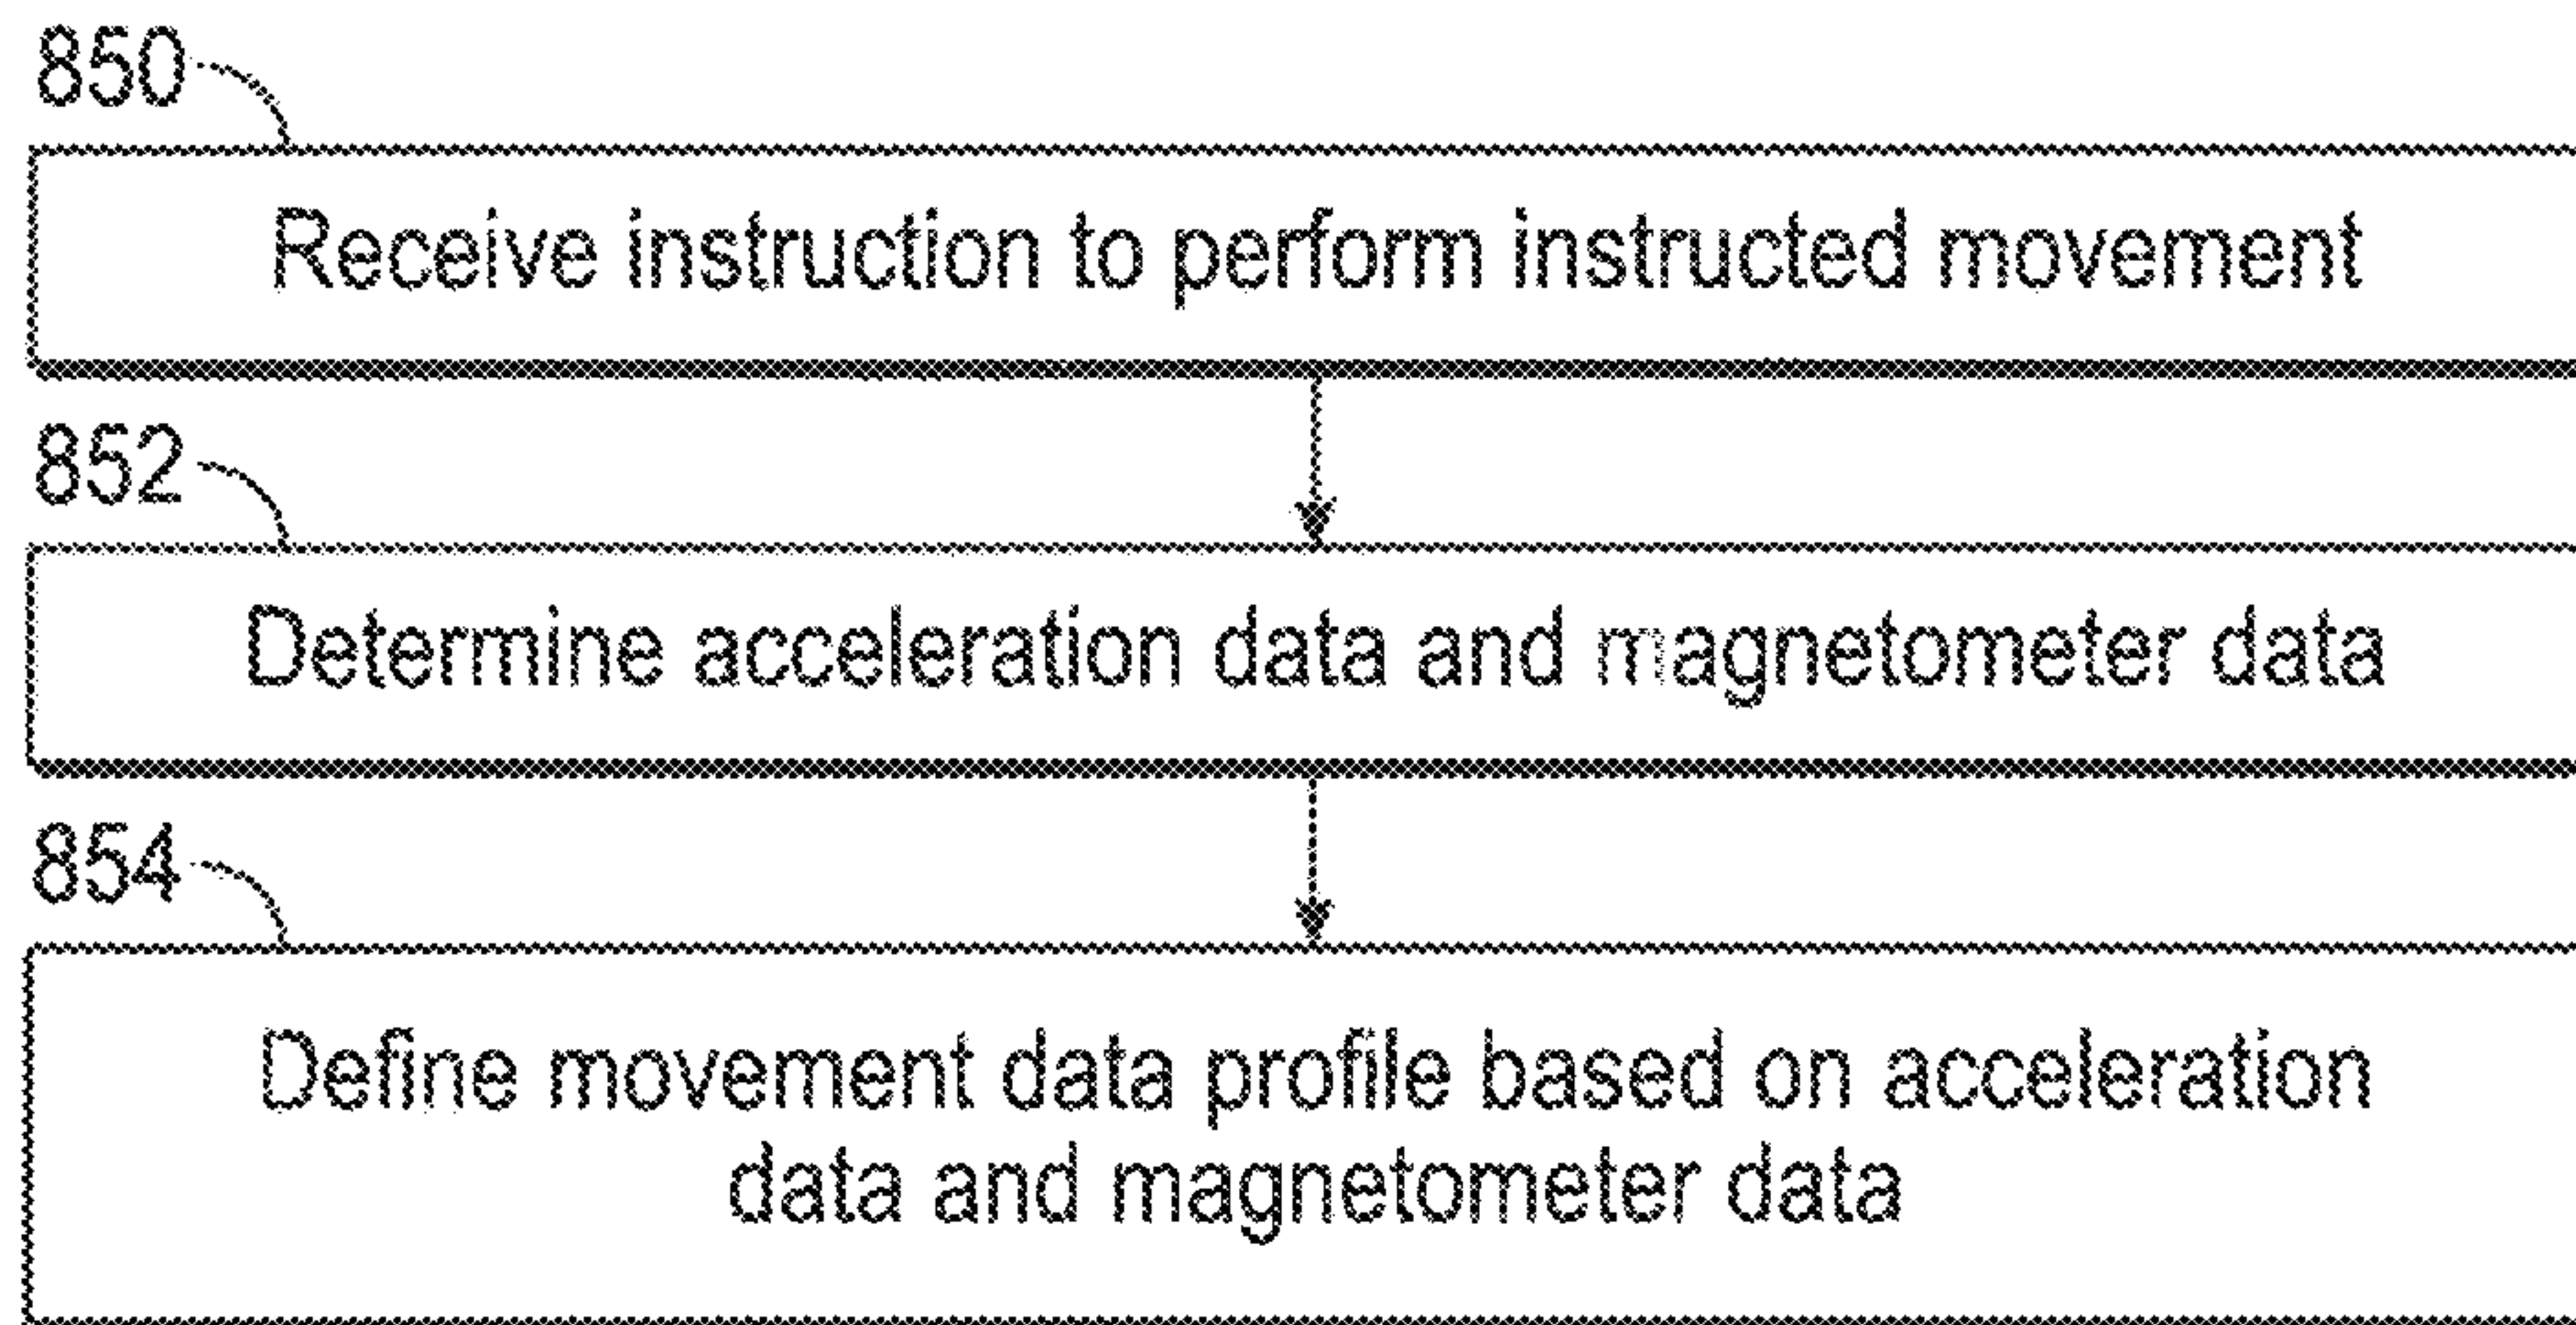 850
Receive instruction to perform instructed movement
852
Determine acceleration data and magnetometer data
854
Define movement data profile based on acceleration
data and magnetometer data